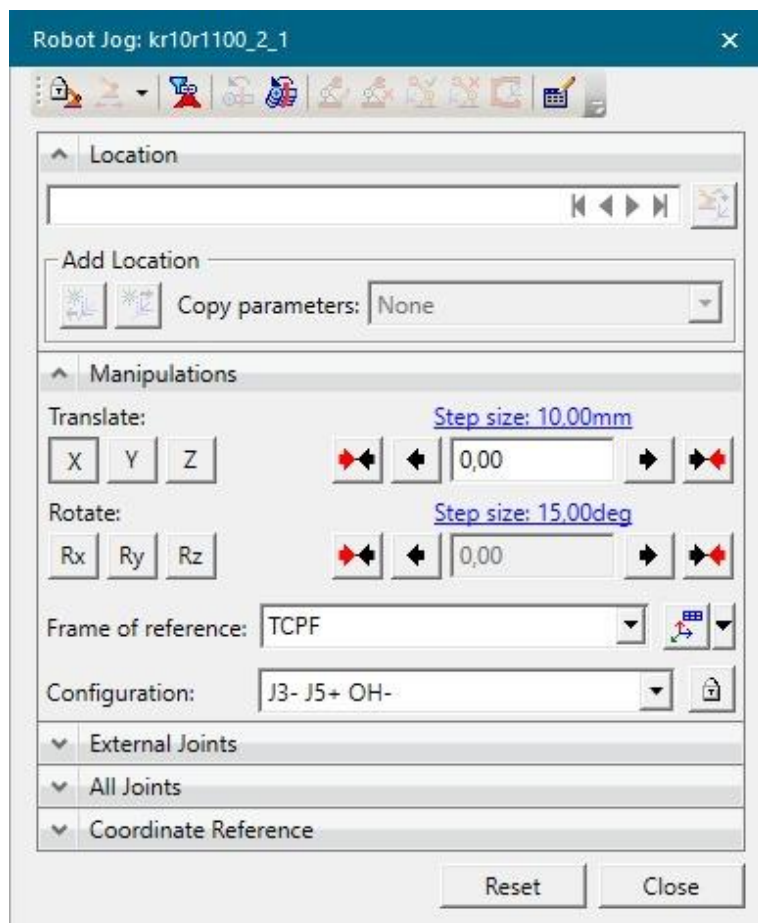 Robot Jog: kr10r1100_2_1
Location
Add Location
Copy parameters: None
Manipulations
Translate: Step size: 10,00mm
X Y Z 0,00
Rotate: Step size: 15,00deg
Rx Ry Rz 0,00
Frame of reference: TCPF
Configuration: J3- J5+ OH-
External Joints
All Joints
Coordinate Reference
Reset Close